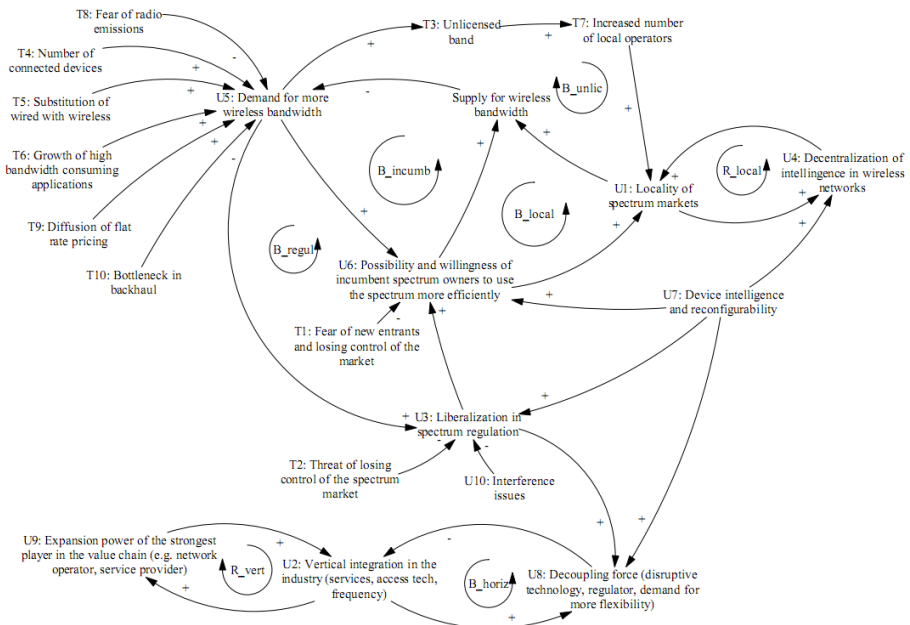 T8: Fear of radio
emissions
T3: Unlicensed
band
T7: Increased number
of local operators
+
+
-
T4: Number of
connected devices
+
T5: Substitution of
wired with wireless
+
U5: Demand for more
wireless bandwidth
-
Supply for wireless
bandwidth
B_unlic
+
+
+
-
T6: Growth of high
bandwidth consuming
applications
B_incumb
+
+
R_local
U4: Decentralization of
intellingence in wireless
networks
U1: Locality of
spectrum markets
+
+
B_local
+
+
+
T9: Diffusion of flat
rate pricing
B_regul
T10: Bottleneck in
backhaul
U6: Possibility and willingness of
incumbent spectrum owners to use
the spectrum more efficiently
+
U7: Device intelligence
and reconfigurability
-
+
T1: Fear of new entrants
and losing control of the
market
+
+
U3: Liberalization in
spectrum regulation
-
-
T2: Threat of losing
control of the spectrum
market
U10: Interference
issues
+
+
U9: Expansion power of the strongest
player in the value chain (e.g. network
operator, service provider)
+
-
R_vert
U2: Vertical integration in the
industry (services, access tech,
frequency)
B_horiz
U8: Decoupling force (disruptive
technology, regulator, demand for
more flexibility)
+
+